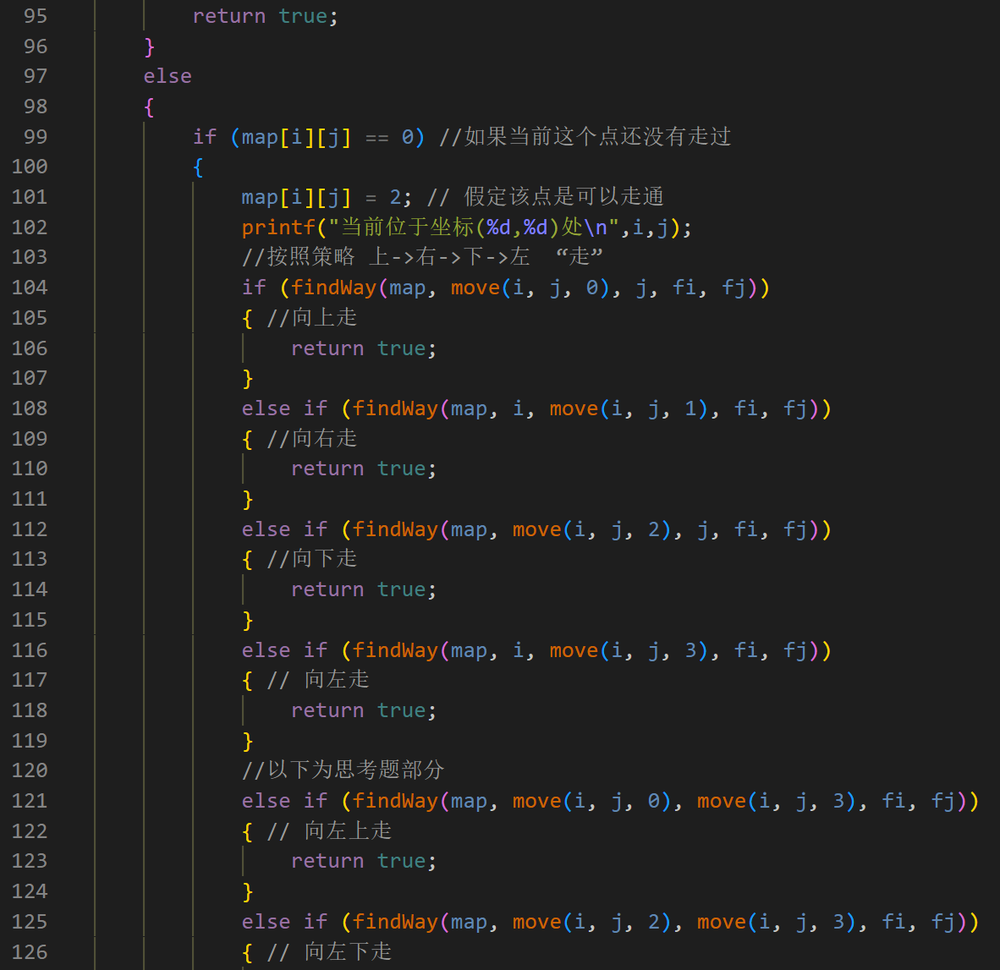 95 return true;
96 }
97 else
98 {
99 if (map[i][j] == 0) //如果当前这个点还没有走过
100 {
101 map[i][j] = 2; // 假定该点是可以走通
102 printf("当前位于坐标(%d,%d)处\n",i,j);
103 //按照策略 上->右->下->左 “走”
104 if (findWay(map, move(i, j, 0), j, fi, fj))
105 { //向上走
106 return true;
107 }
108 else if (findWay(map, i, move(i, j, 1), fi, fj))
109 { //向右走
110 return true;
111 }
112 else if (findWay(map, move(i, j, 2), j, fi, fj))
113 { //向下走
114 return true;
115 }
116 else if (findWay(map, i, move(i, j, 3), fi, fj))
117 { // 向左走
118 return true;
119 }
120 //以下为思考题部分
121 else if (findWay(map, move(i, j, 0), move(i, j, 3), fi, fj))
122 { // 向左上走
123 return true;
124 }
125 else if (findWay(map, move(i, j, 2), move(i, j, 3), fi, fj))
126 { // 向左下走